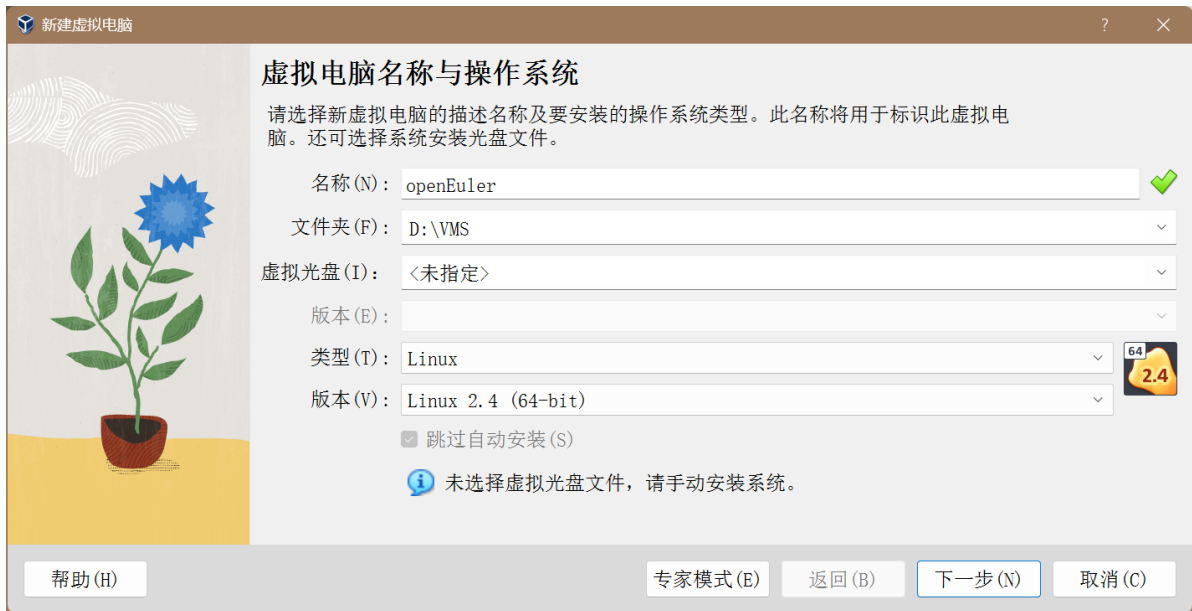 新建虚拟电脑
?
虚拟电脑名称与操作系统
请选择新虚拟电脑的描述名称及要安装的操作系统类型。此名称将用于标识此虚拟电
脑。还可选择系统安装光盘文件。
名称(N): openEuler
文件夹(F): D:\VMS
虚拟光盘(I): <未指定>
版本(E):
类型(T): Linux
64
版本(V): Linux 2.4 (64-bit)
2.4
跳过自动安装(S)
未选择虚拟光盘文件，请手动安装系统。
帮助(H) 专家模式(E) 返回(B) 下一步(N) 取消(C)